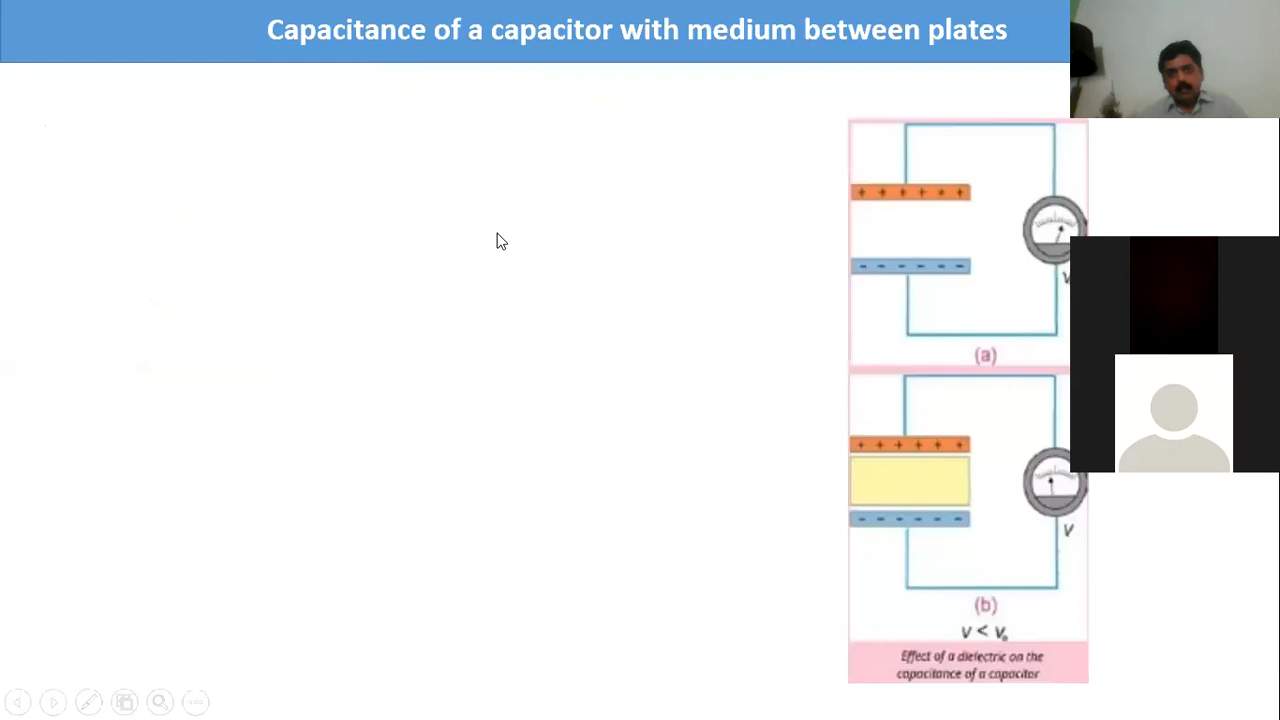 Capacitance of a capacitor with medium between plates
+ + + + + +
- - - - - -
(a)
+ + + + + +
- - - - - -
V
(b)
V < V₀
Effect of a dielectric on the
capacitance of a capacitor